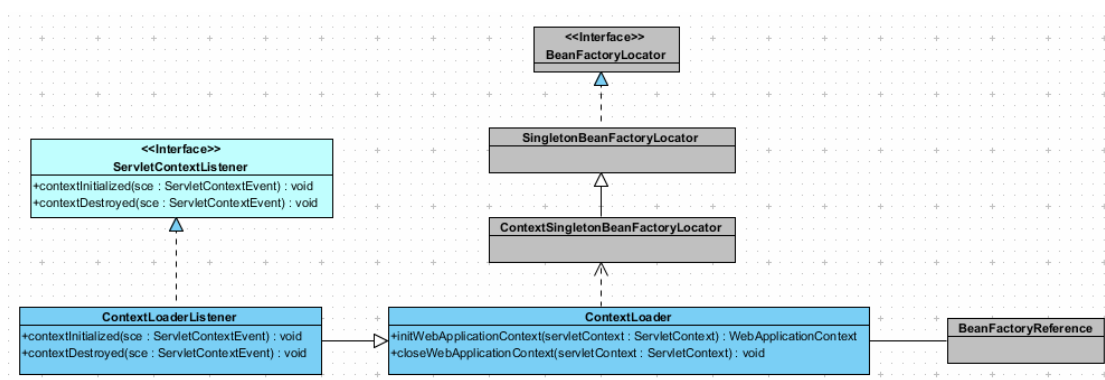 <<Interface>>
BeanFactoryLocator
SingletonBeanFactoryLocator
<<Interface>>
ServletContextListener
+contextInitialized(sce : ServletContextEvent) : void
+contextDestroyed(sce : ServletContextEvent) : void
ContextSingletonBeanFactoryLocator
ContextLoaderListener
+contextInitialized(sce : ServletContextEvent) : void
+contextDestroyed(sce : ServletContextEvent) : void
ContextLoader
+initWebApplicationContext(servletContext : ServletContext) : WebApplicationContext
+closeWebApplicationContext(servletContext : ServletContext) : void
BeanFactoryReference